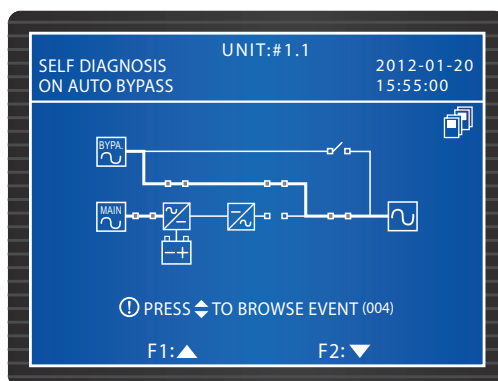 UNIT:#1.1
SELF DIAGNOSIS
2012-01-20
ON AUTO BYPASS
15:55:00
BYPA.
MAIN
PRESS TO BROWSE EVENT (004)
F1:
F2: